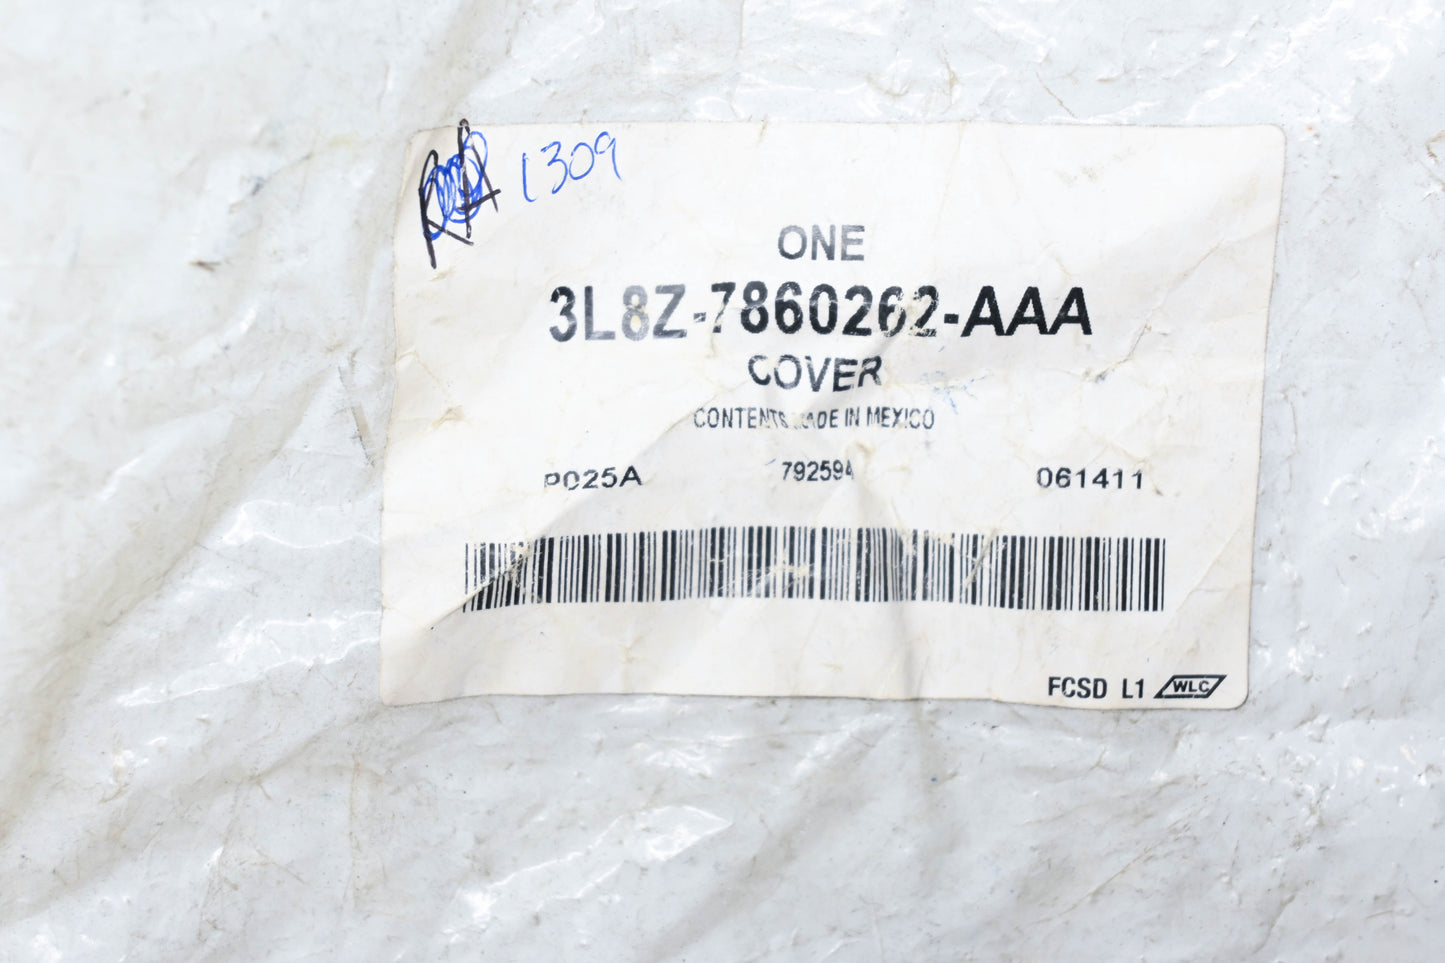 1309
ONE
3L8Z-7860262-AAA
COVER
CONTENTS MADE IN MEXICO
P025A 792594 061411
FCSD L1 WLC